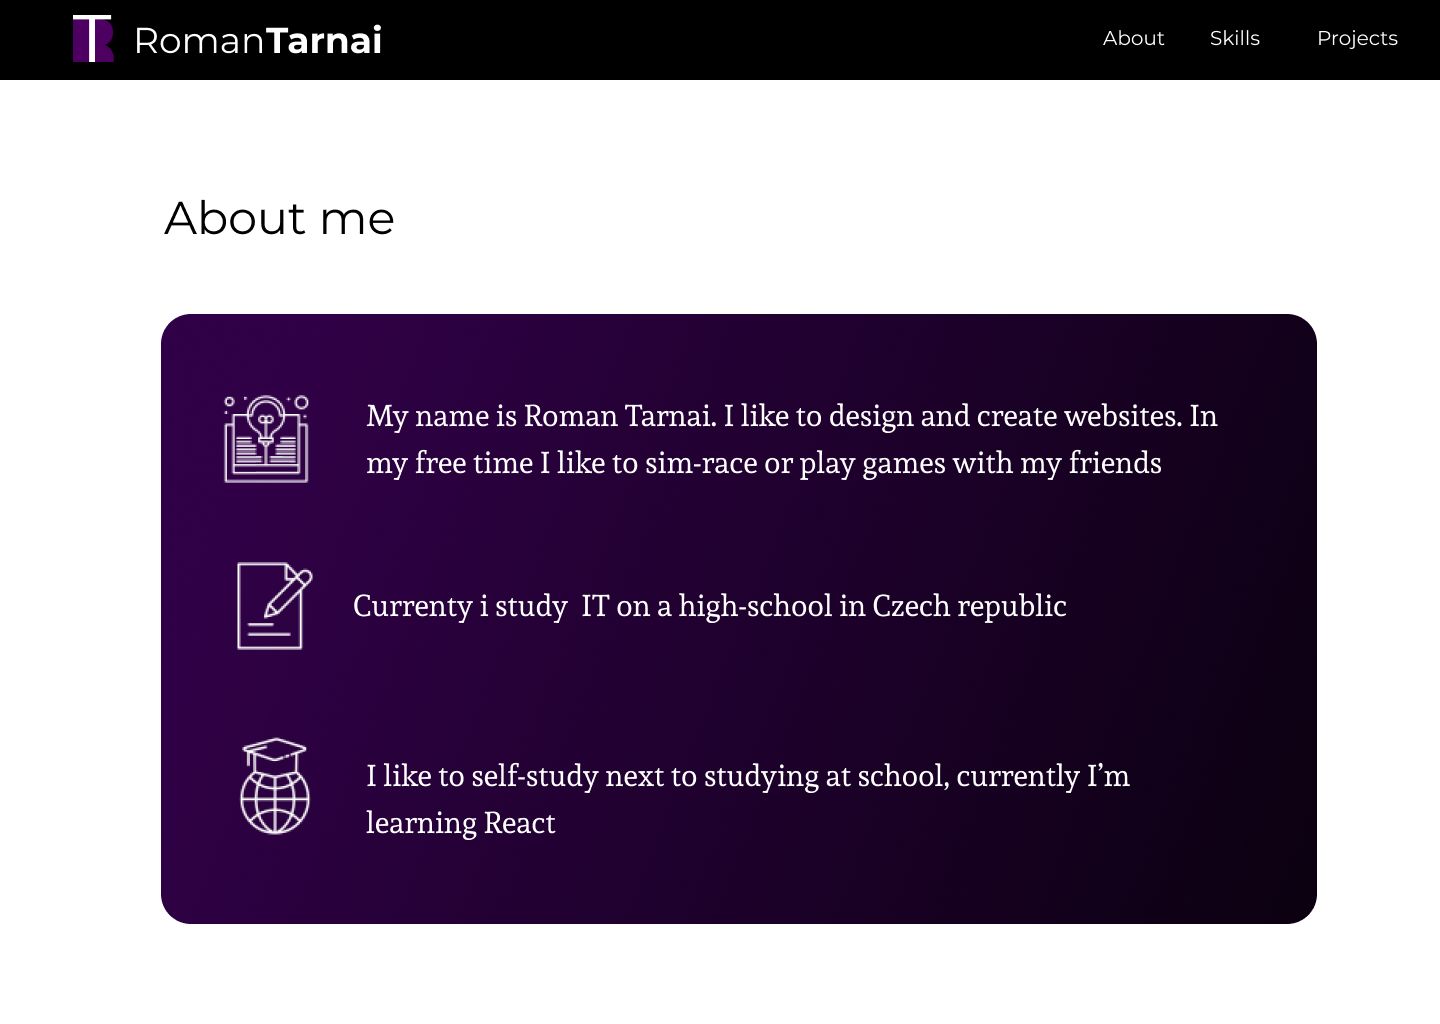 TR RomanTarnai About Skills Projects
About me
My name is Roman Tarnai. I like to design and create websites. In
my free time I like to sim-race or play games with my friends
Currenty i study  IT on a high-school in Czech republic
I like to self-study next to studying at school, currently I’m
learning React